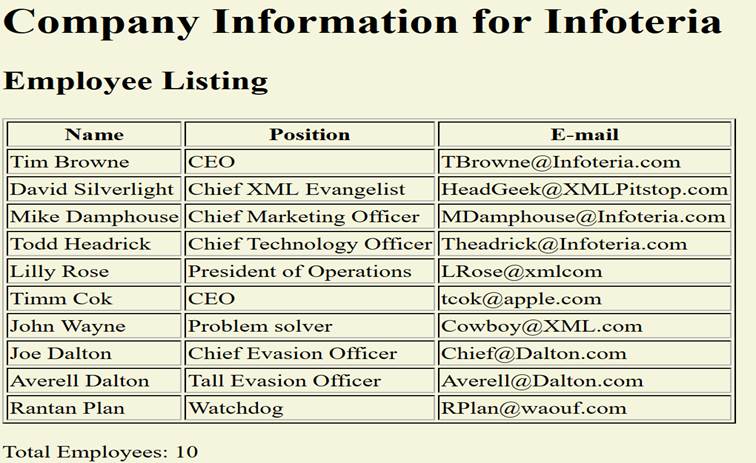 Company Information for Infoteria
Employee Listing
Name Position E-mail
Tim Browne CEO TBrowne@Infoteria.com
David Silverlight Chief XML Evangelist HeadGeek@XMLPitstop.com
Mike Damphouse Chief Marketing Officer MDamphouse@Infoteria.com
Todd Headrick Chief Technology Officer Theadrick@Infoteria.com
Lilly Rose President of Operations LRose@xmlcom
Timm Cok CEO tcok@apple.com
John Wayne Problem solver Cowboy@XML.com
Joe Dalton Chief Evasion Officer Chief@Dalton.com
Averell Dalton Tall Evasion Officer Averell@Dalton.com
Rantan Plan Watchdog RPlan@waouf.com
Total Employees: 10